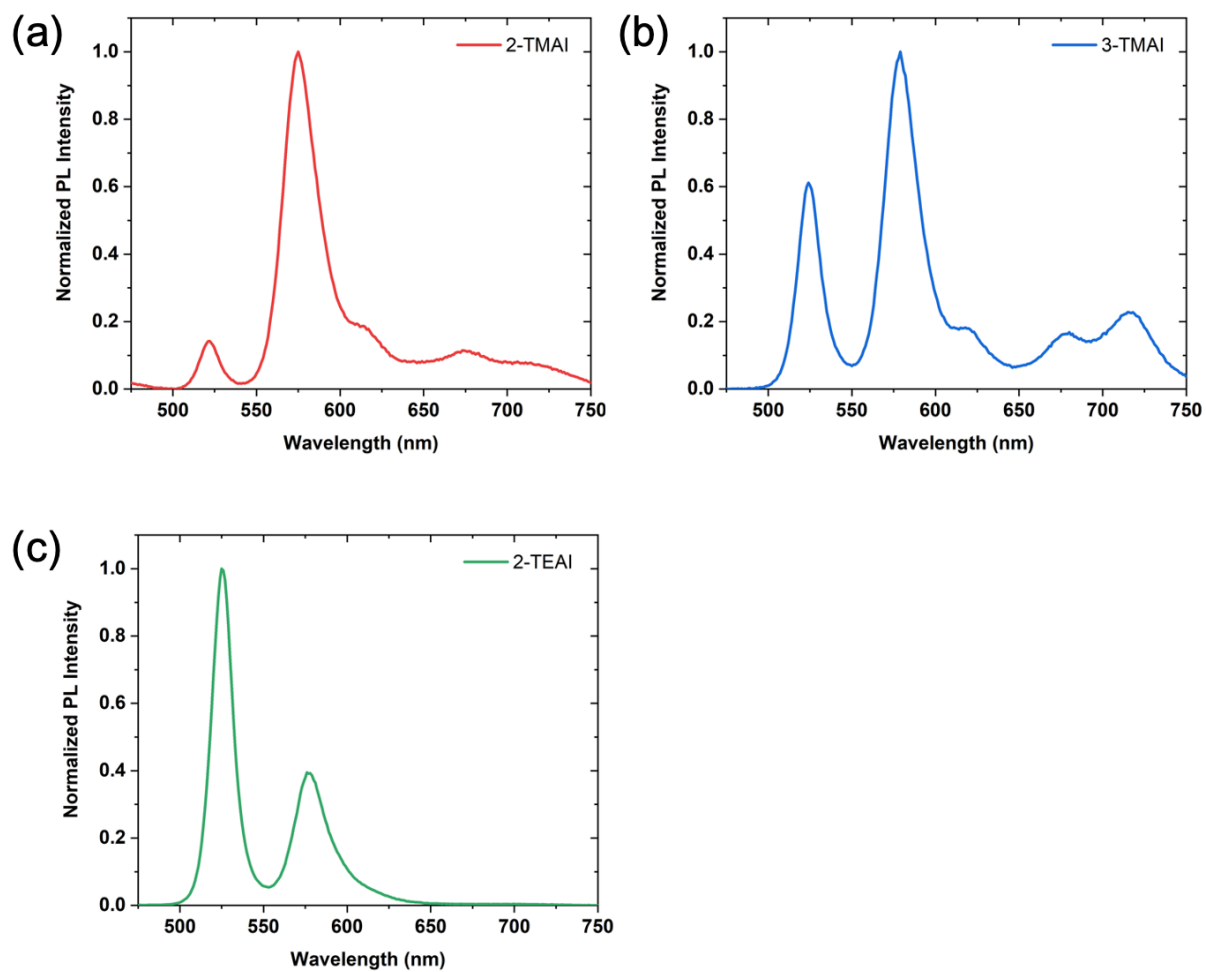 (a)
2-TMAI
Normalized PL Intensity
1.0
0.8
0.6
0.4
0.2
0.0
500 550 600 650 700 750
Wavelength (nm)
(b)
3-TMAI
Normalized PL Intensity
1.0
0.8
0.6
0.4
0.2
0.0
500 550 600 650 700 750
Wavelength (nm)
(c)
2-TEAI
Normalized PL Intensity
1.0
0.8
0.6
0.4
0.2
0.0
500 550 600 650 700 750
Wavelength (nm)